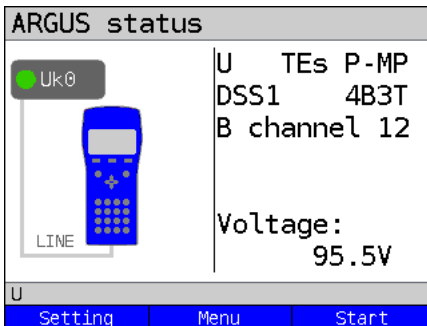 ARGUS status
Uk0
U TEs P-MP
DSS1 4B3T
B channel 12
LINE
Voltage:
95.5V
U
Setting Menu Start